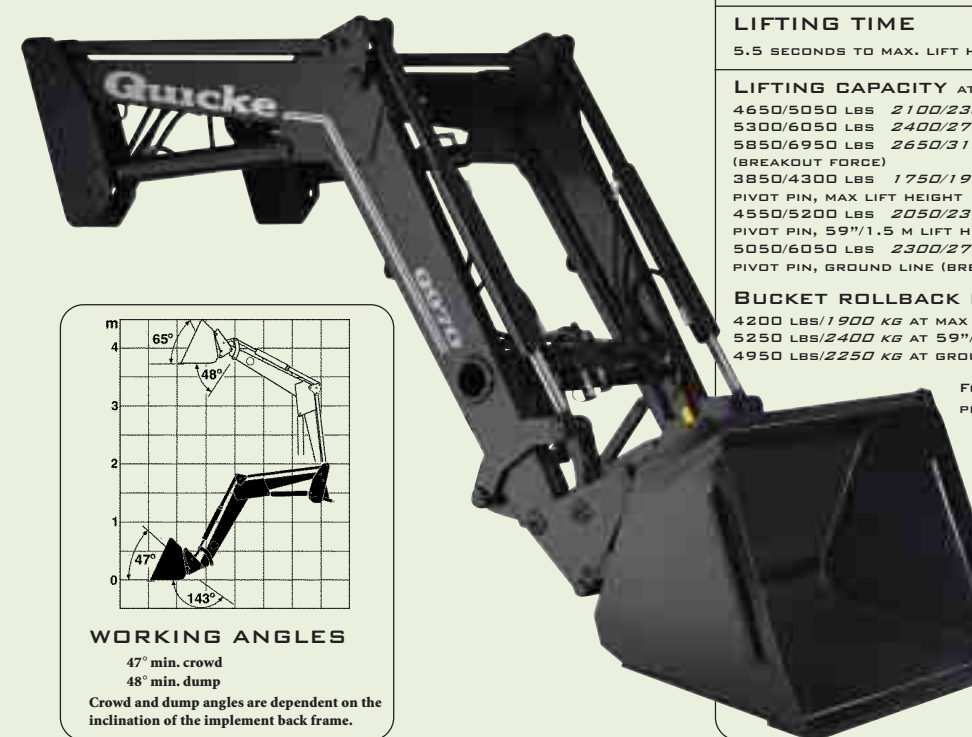 Quicke
Q970
m
4
3
2
1
0
65°
48°
47°
143°
WORKING ANGLES
47° min. crowd
48° min. dump
Crowd and dump angles are dependent on the
inclination of the implement back frame.
LIFTING TIME
5.5 SECONDS TO MAX. LIFT H
LIFTING CAPACITY AT
4650/5050 LBS 2100/23
5300/6050 LBS 2400/27
5850/6950 LBS 2650/31
(BREAKOUT FORCE)
3850/4300 LBS 1750/19
PIVOT PIN, MAX LIFT HEIGHT
4550/5200 LBS 2050/23
PIVOT PIN, 59”/1.5 M LIFT H
5050/6050 LBS 2300/27
PIVOT PIN, GROUND LINE (BRE
BUCKET ROLLBACK
4200 LBS/1900 KG AT MAX
5250 LBS/2400 KG AT 59”/
4950 LBS/2250 KG AT GROU
FO
P